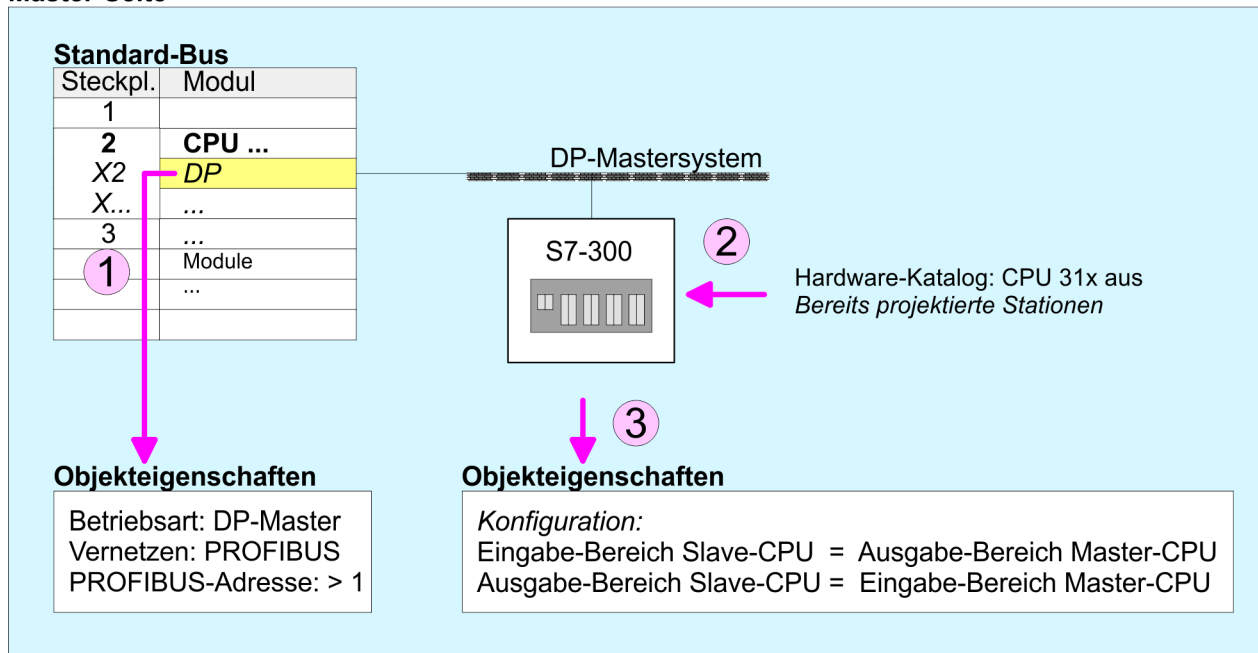 Standard-Bus
Steckpl. Modul
1
2 CPU ...
X2 DP
X... ...
3 ...
Module
...
1
DP-Mastersystem
S7-300
2
Hardware-Katalog: CPU 31x aus
Bereits projektierte Stationen
3
Objekteigenschaften
Betriebsart: DP-Master
Vernetzen: PROFIBUS
PROFIBUS-Adresse: > 1
Objekteigenschaften
Konfiguration:
Eingabe-Bereich Slave-CPU = Ausgabe-Bereich Master-CPU
Ausgabe-Bereich Slave-CPU = Eingabe-Bereich Master-CPU